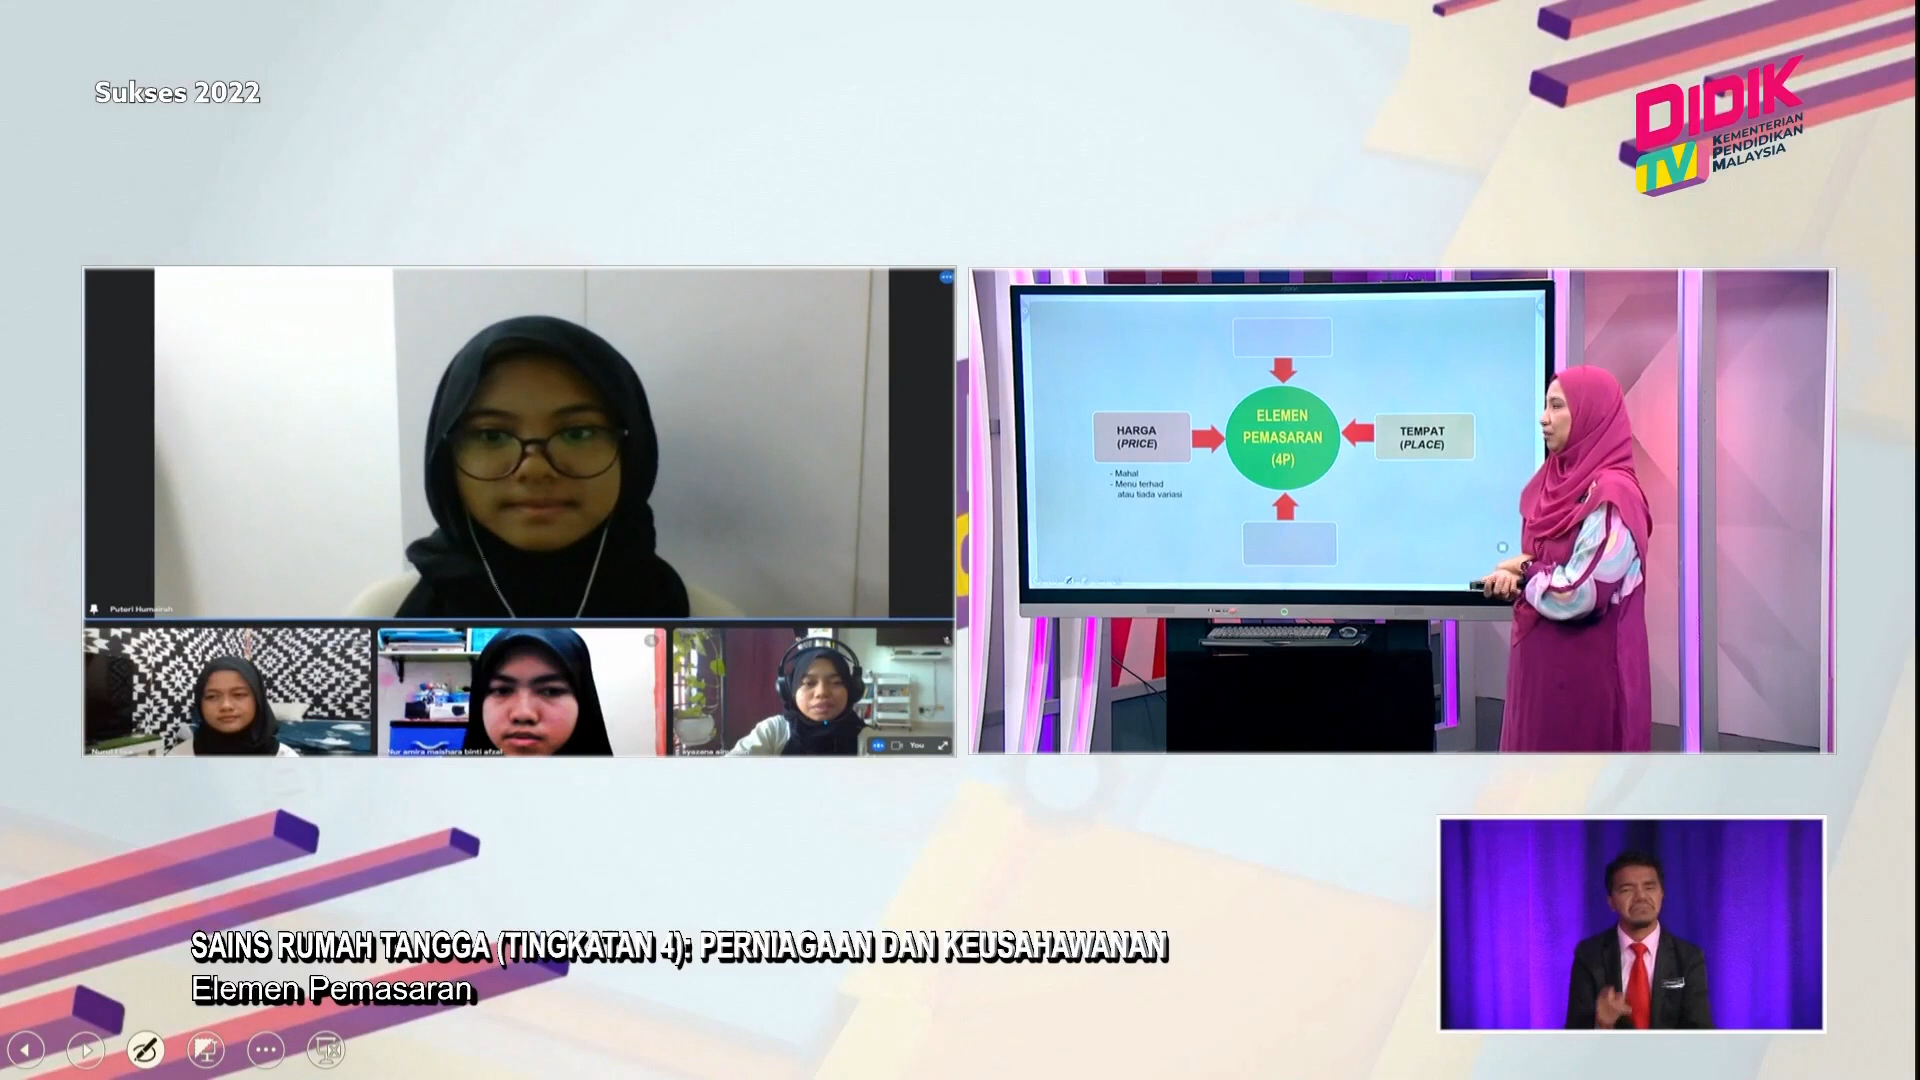 Sukses 2022
DIDIK
TV
KEMENTERIAN
PENDIDIKAN
MALAYSIA
Puteri Humairah
Nur amira maishara binti afzal
You
HARGA
(PRICE)
- Mahal
- Menu terhad
atau tiada variasi
ELEMEN
PEMASARAN
(4P)
TEMPAT
(PLACE)
SAINS RUMAH TANGGA (TINGKATAN 4): PERNIAGAAN DAN KEUSAHAWANAN
Elemen Pemasaran